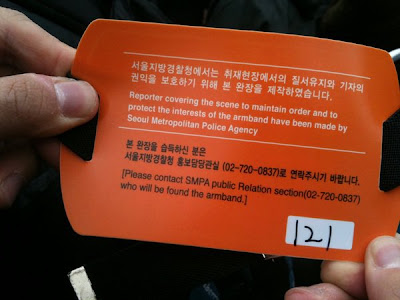 서울지방경찰청에서는 취재현장에서의 질서유지와 기자의
권익을 보호하기 위해 본 완장을 제작하였습니다.
Reporter covering the scene to maintain order and to
protect the interests of the armband have been made by
Seoul Metropolitan Police Agency
본 완장을 습득하신 분은
서울지방경찰청 홍보담당관실 (02-720-0837)로 연락주시기 바랍니다.
[Please contact SMPA public Relation section(02-720-0837)
who will be found the armband.]
121